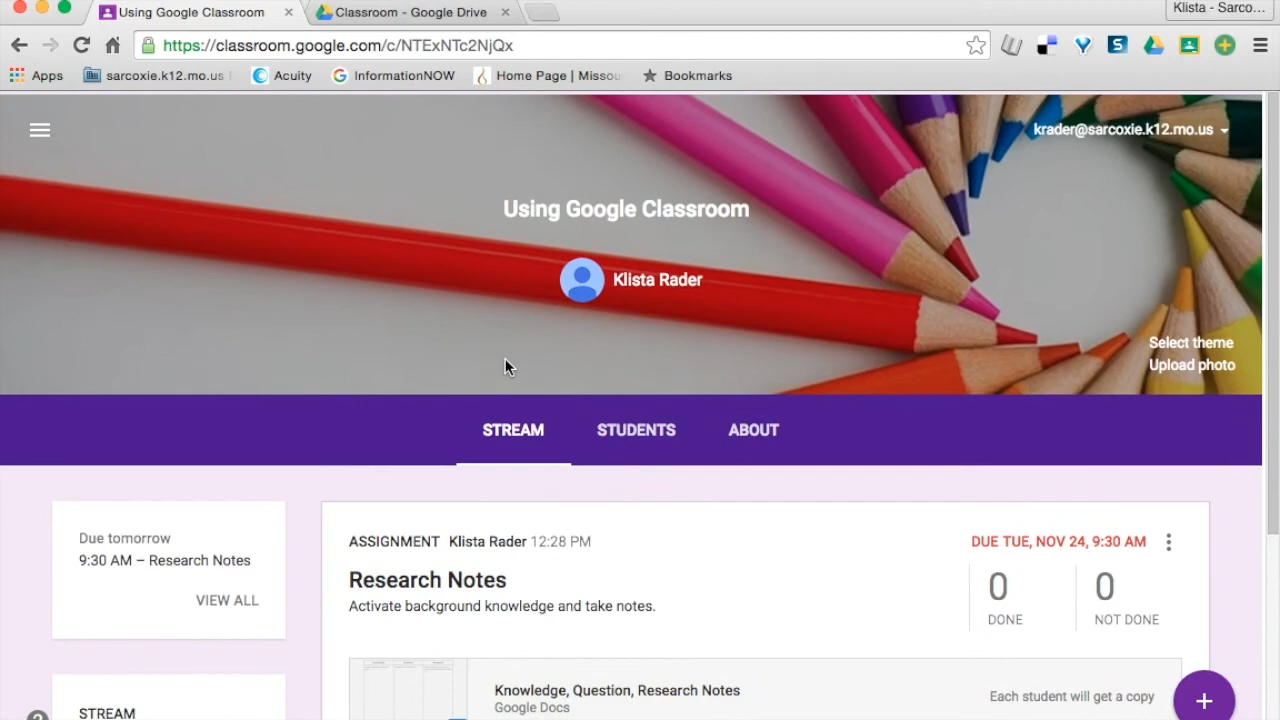 Using Google Classroom
Classroom - Google Drive
Klista - Sarco...
https://classroom.google.com/c/NTExNTc2NjQx
Apps
sarcoxie.k12.mo.us
Acuity
InformationNOW
Home Page | Missou
Bookmarks
krader@sarcoxie.k12.mo.us
Using Google Classroom
Klista Rader
Select theme
Upload photo
STREAM STUDENTS ABOUT
Due tomorrow
9:30 AM – Research Notes
VIEW ALL
STREAM
ASSIGNMENT Klista Rader 12:28 PM
DUE TUE, NOV 24, 9:30 AM
Research Notes
Activate background knowledge and take notes.
0
DONE
0
NOT DONE
Knowledge, Question, Research Notes
Google Docs
Each student will get a copy